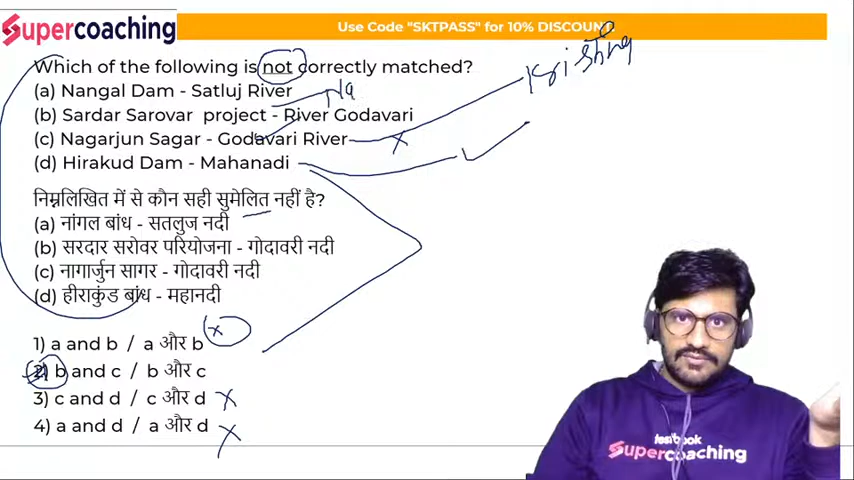 Supercoaching
Use Code "SKTPASS" for 10% DISCOUNT
Which of the following is not correctly matched?
Krishna
(a) Nangal Dam - Satluj River
(b) Sardar Sarovar project - River Godavari
(c) Nagarjun Sagar - Godavari River
(d) Hirakud Dam - Mahanadi
निम्नलिखित में से कौन सही सुमेलित नहीं है?
(a) नांगल बांध - सतलुज नदी
(b) सरदार सरोवर परियोजना - गोदावरी नदी
(c) नागार्जुन सागर - गोदावरी नदी
(d) हीराकुंड बांध - महानदी
1) a and b / a और b
2) b and c / b और c
3) c and d / c और d
4) a and d / a और d
testbook
Supercoaching